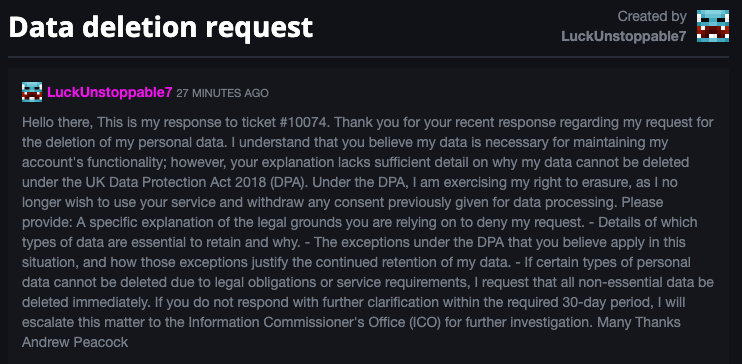 Data deletion request
Created by
LuckUnstoppable7
LuckUnstoppable7 27 MINUTES AGO
Hello there, This is my response to ticket #10074. Thank you for your recent response regarding my request for
the deletion of my personal data. I understand that you believe my data is necessary for maintaining my
account's functionality; however, your explanation lacks sufficient detail on why my data cannot be deleted
under the UK Data Protection Act 2018 (DPA). Under the DPA, I am exercising my right to erasure, as I no
longer wish to use your service and withdraw any consent previously given for data processing. Please
provide: A specific explanation of the legal grounds you are relying on to deny my request. - Details of which
types of data are essential to retain and why. - The exceptions under the DPA that you believe apply in this
situation, and how those exceptions justify the continued retention of my data. - If certain types of personal
data cannot be deleted due to legal obligations or service requirements, I request that all non-essential data be
deleted immediately. If you do not respond with further clarification within the required 30-day period, I will
escalate this matter to the Information Commissioner's Office (ICO) for further investigation. Many Thanks
Andrew Peacock